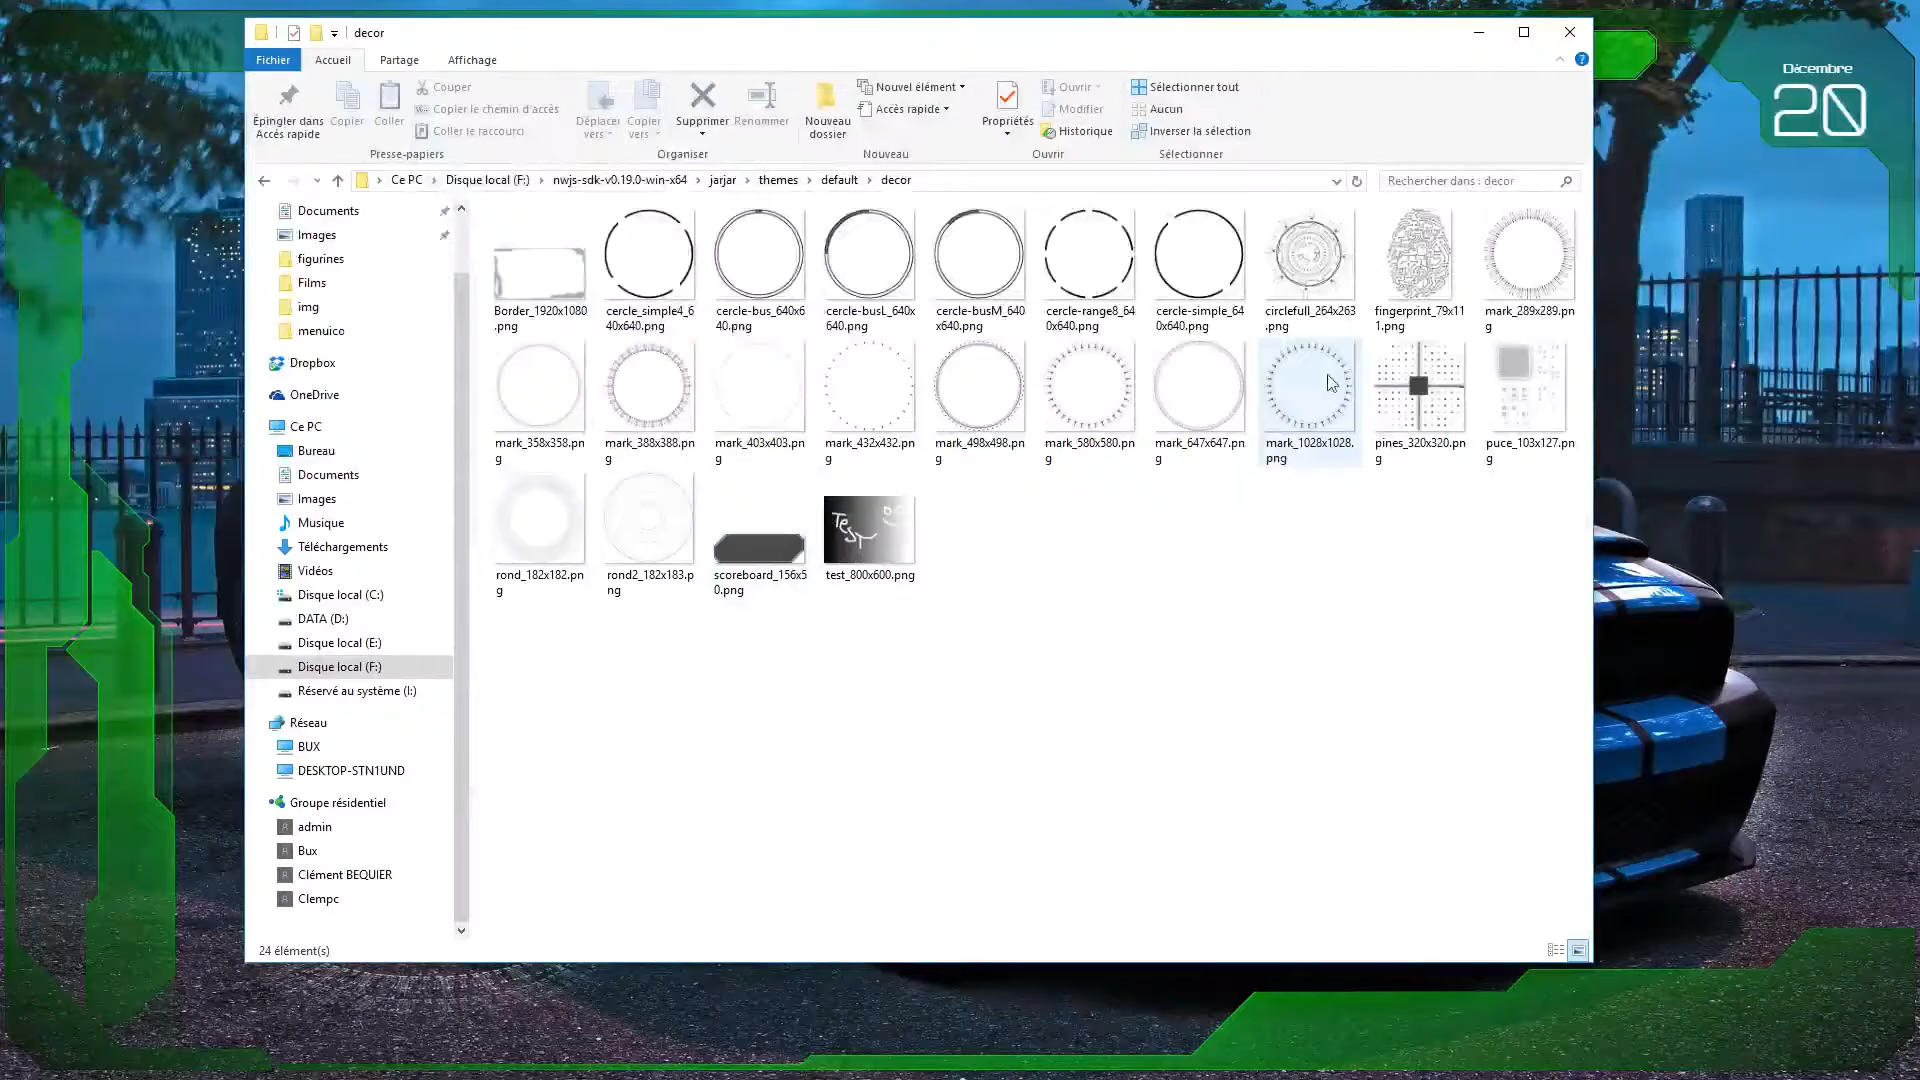 decor
Fichier Accueil Partage Affichage
Épingler dans
Accès rapide
Copier
Coller
Couper
Copier le chemin d'accès
Coller le raccourci
Déplacer
vers
Copier
vers
Supprimer
Renommer
Nouveau
dossier
Nouvel élément
Accès rapide
Propriétés
Ouvrir
Modifier
Historique
Sélectionner tout
Aucun
Inverser la sélection
Presse-papiers Organiser Nouveau Ouvrir Sélectionner
Décembre
20
Ce PC Disque local (F:) nwjs-sdk-v0.19.0-win-x64 jarjar themes default decor
Rechercher dans : decor
Documents
Images
figurines
Films
img
menuico
Dropbox
OneDrive
Ce PC
Bureau
Documents
Images
Musique
Téléchargements
Vidéos
Disque local (C:)
DATA (D:)
Disque local (E:)
Disque local (F:)
Réservé au système (I:)
Réseau
BUX
DESKTOP-STN1UND
Groupe résidentiel
admin
Bux
Clément BEQUIER
Clempc
Border_1920x1080
.png
cercle_simple4_6
40x640.png
cercle-bus_640x6
40.png
cercle-busL_640x
640.png
cercle-busM_640
x640.png
cercle-range8_64
0x640.png
cercle-simple_64
0x640.png
circlefull_264x263
.png
fingerprint_79x11
1.png
mark_289x289.pn
g
mark_358x358.pn
g
mark_388x388.pn
g
mark_403x403.pn
g
mark_432x432.pn
g
mark_498x498.pn
g
mark_580x580.pn
g
mark_647x647.pn
g
mark_1028x1028.
png
pines_320x320.pn
g
puce_103x127.pn
g
rond_182x182.pn
g
rond2_182x183.p
ng
scoreboard_156x5
0.png
Test
test_800x600.png
24 élément(s)